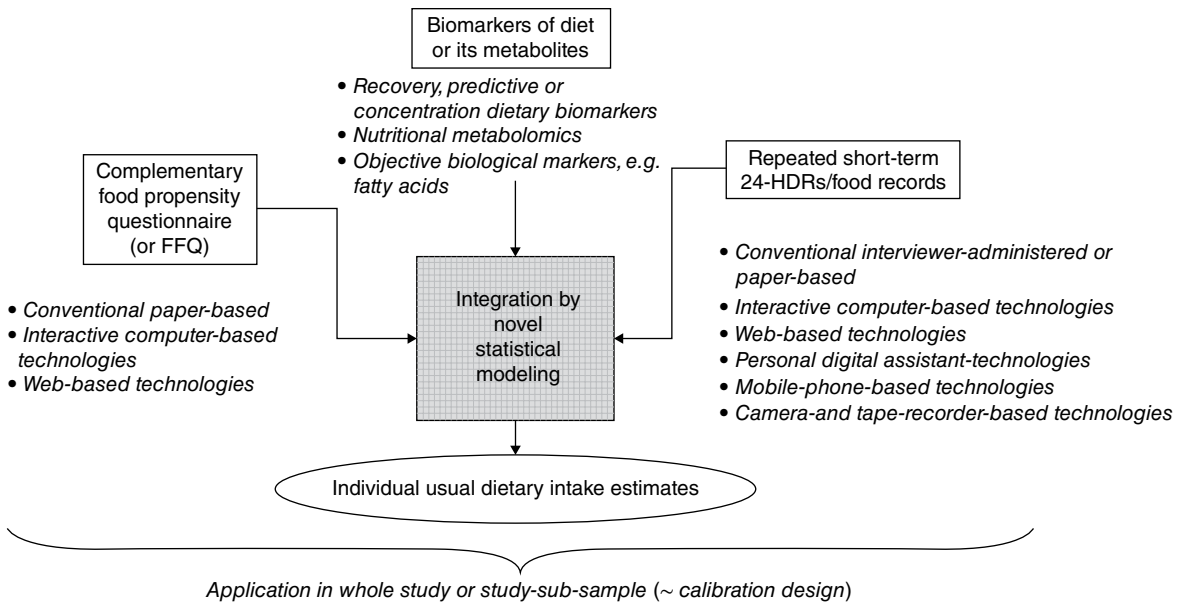 Biomarkers of diet
or its metabolites
• Recovery, predictive or
concentration dietary biomarkers
• Nutritional metabolomics
• Objective biological markers, e.g.
fatty acids
Complementary
food propensity
questionnaire
(or FFQ)
• Conventional paper-based
• Interactive computer-based
technologies
• Web-based technologies
Repeated short-term
24-HDRs/food records
• Conventional interviewer-administered or
paper-based
• Interactive computer-based technologies
• Web-based technologies
• Personal digital assistant-technologies
• Mobile-phone-based technologies
• Camera-and tape-recorder-based technologies
Integration by
novel
statistical
modeling
Individual usual dietary intake estimates
Application in whole study or study-sub-sample (~ calibration design)